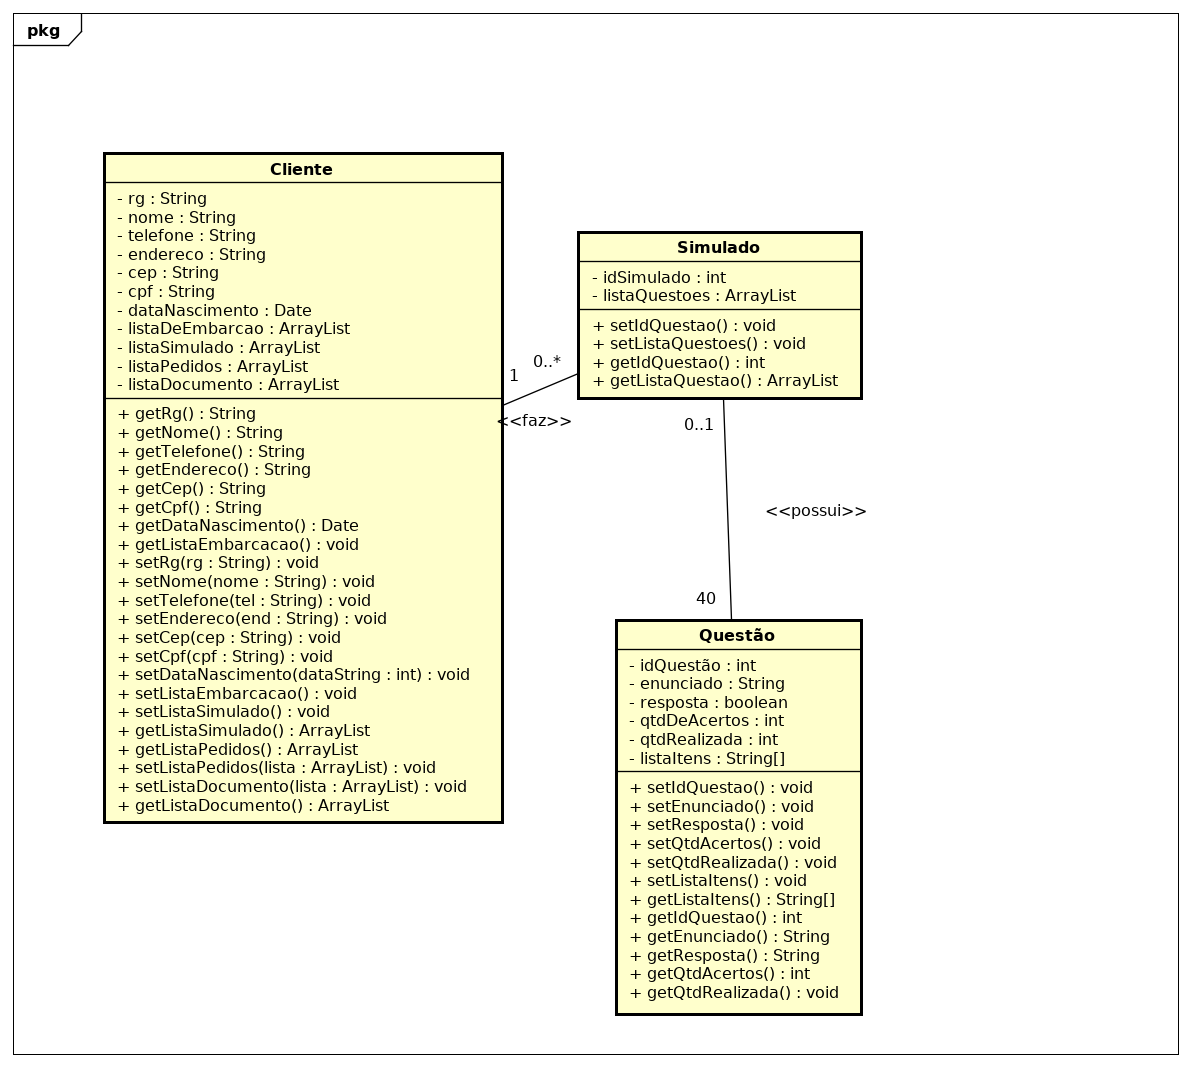 pkg
Cliente
- rg : String
- nome : String
- telefone : String
- endereco : String
- cep : String
- cpf : String
- dataNascimento : Date
- listaDeEmbarcao : ArrayList
- listaSimulado : ArrayList
- listaPedidos : ArrayList
- listaDocumento : ArrayList
+ getRg() : String
+ getNome() : String
+ getTelefone() : String
+ getEndereco() : String
+ getCep() : String
+ getCpf() : String
+ getDataNascimento() : Date
+ getListaEmbarcacao() : void
+ setRg(rg : String) : void
+ setNome(nome : String) : void
+ setTelefone(tel : String) : void
+ setEndereco(end : String) : void
+ setCep(cep : String) : void
+ setCpf(cpf : String) : void
+ setDataNascimento(dataString : int) : void
+ setListaEmbarcacao() : void
+ setListaSimulado() : void
+ getListaSimulado() : ArrayList
+ getListaPedidos() : ArrayList
+ setListaPedidos(lista : ArrayList) : void
+ setListaDocumento(lista : ArrayList) : void
+ getListaDocumento() : ArrayList
1
0..*
<<faz>>
Simulado
- idSimulado : int
- listaQuestoes : ArrayList
+ setIdQuestao() : void
+ setListaQuestoes() : void
+ getIdQuestao() : int
+ getListaQuestao() : ArrayList
0..1
<<possui>>
40
Questão
- idQuestão : int
- enunciado : String
- resposta : boolean
- qtdDeAcertos : int
- qtdRealizada : int
- listaItens : String[]
+ setIdQuestao() : void
+ setEnunciado() : void
+ setResposta() : void
+ setQtdAcertos() : void
+ setQtdRealizada() : void
+ setListaItens() : void
+ getListaItens() : String[]
+ getIdQuestao() : int
+ getEnunciado() : String
+ getResposta() : String
+ getQtdAcertos() : int
+ getQtdRealizada() : void